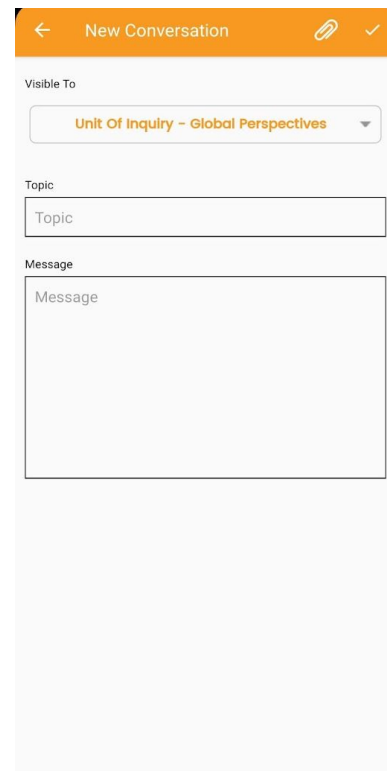 New Conversation
Visible To
Unit Of Inquiry - Global Perspectives
Topic
Topic
Message
Message